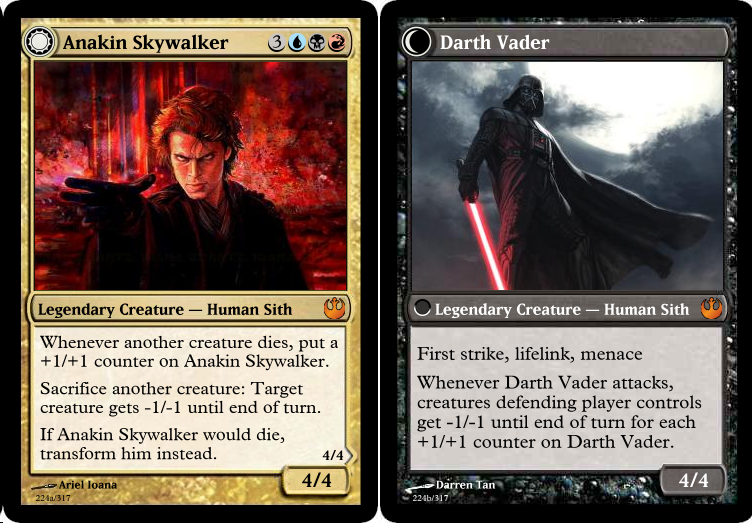 Anakin Skywalker 3
Legendary Creature — Human Sith
Whenever another creature dies, put a
+1/+1 counter on Anakin Skywalker.
Sacrifice another creature: Target
creature gets -1/-1 until end of turn.
If Anakin Skywalker would die,
transform him instead.
4/4
4/4
Ariel Ioana
224a/317
Darth Vader
Legendary Creature — Human Sith
First strike, lifelink, menace
Whenever Darth Vader attacks,
creatures defending player controls
get -1/-1 until end of turn for each
+1/+1 counter on Darth Vader.
4/4
Darren Tan
224b/317